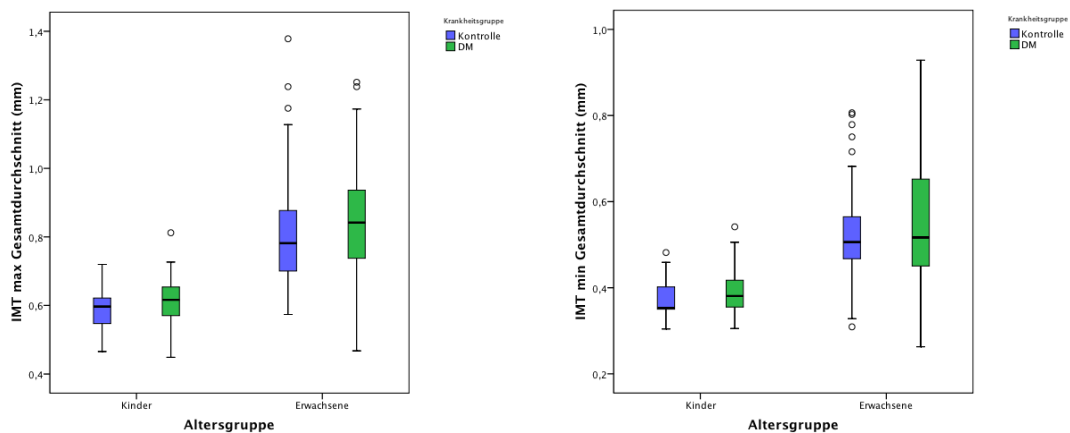 IMT max Gesamtdurchschnitt (mm)
1,4
1,2
1,0
0,8
0,6
0,4
Kinder
Erwachsene
Altersgruppe
Krankheitsgruppe
Kontrolle
DM
IMT min Gesamtdurchschnitt (mm)
1,0
0,8
0,6
0,4
0,2
Kinder
Erwachsene
Altersgruppe
Krankheitsgruppe
Kontrolle
DM